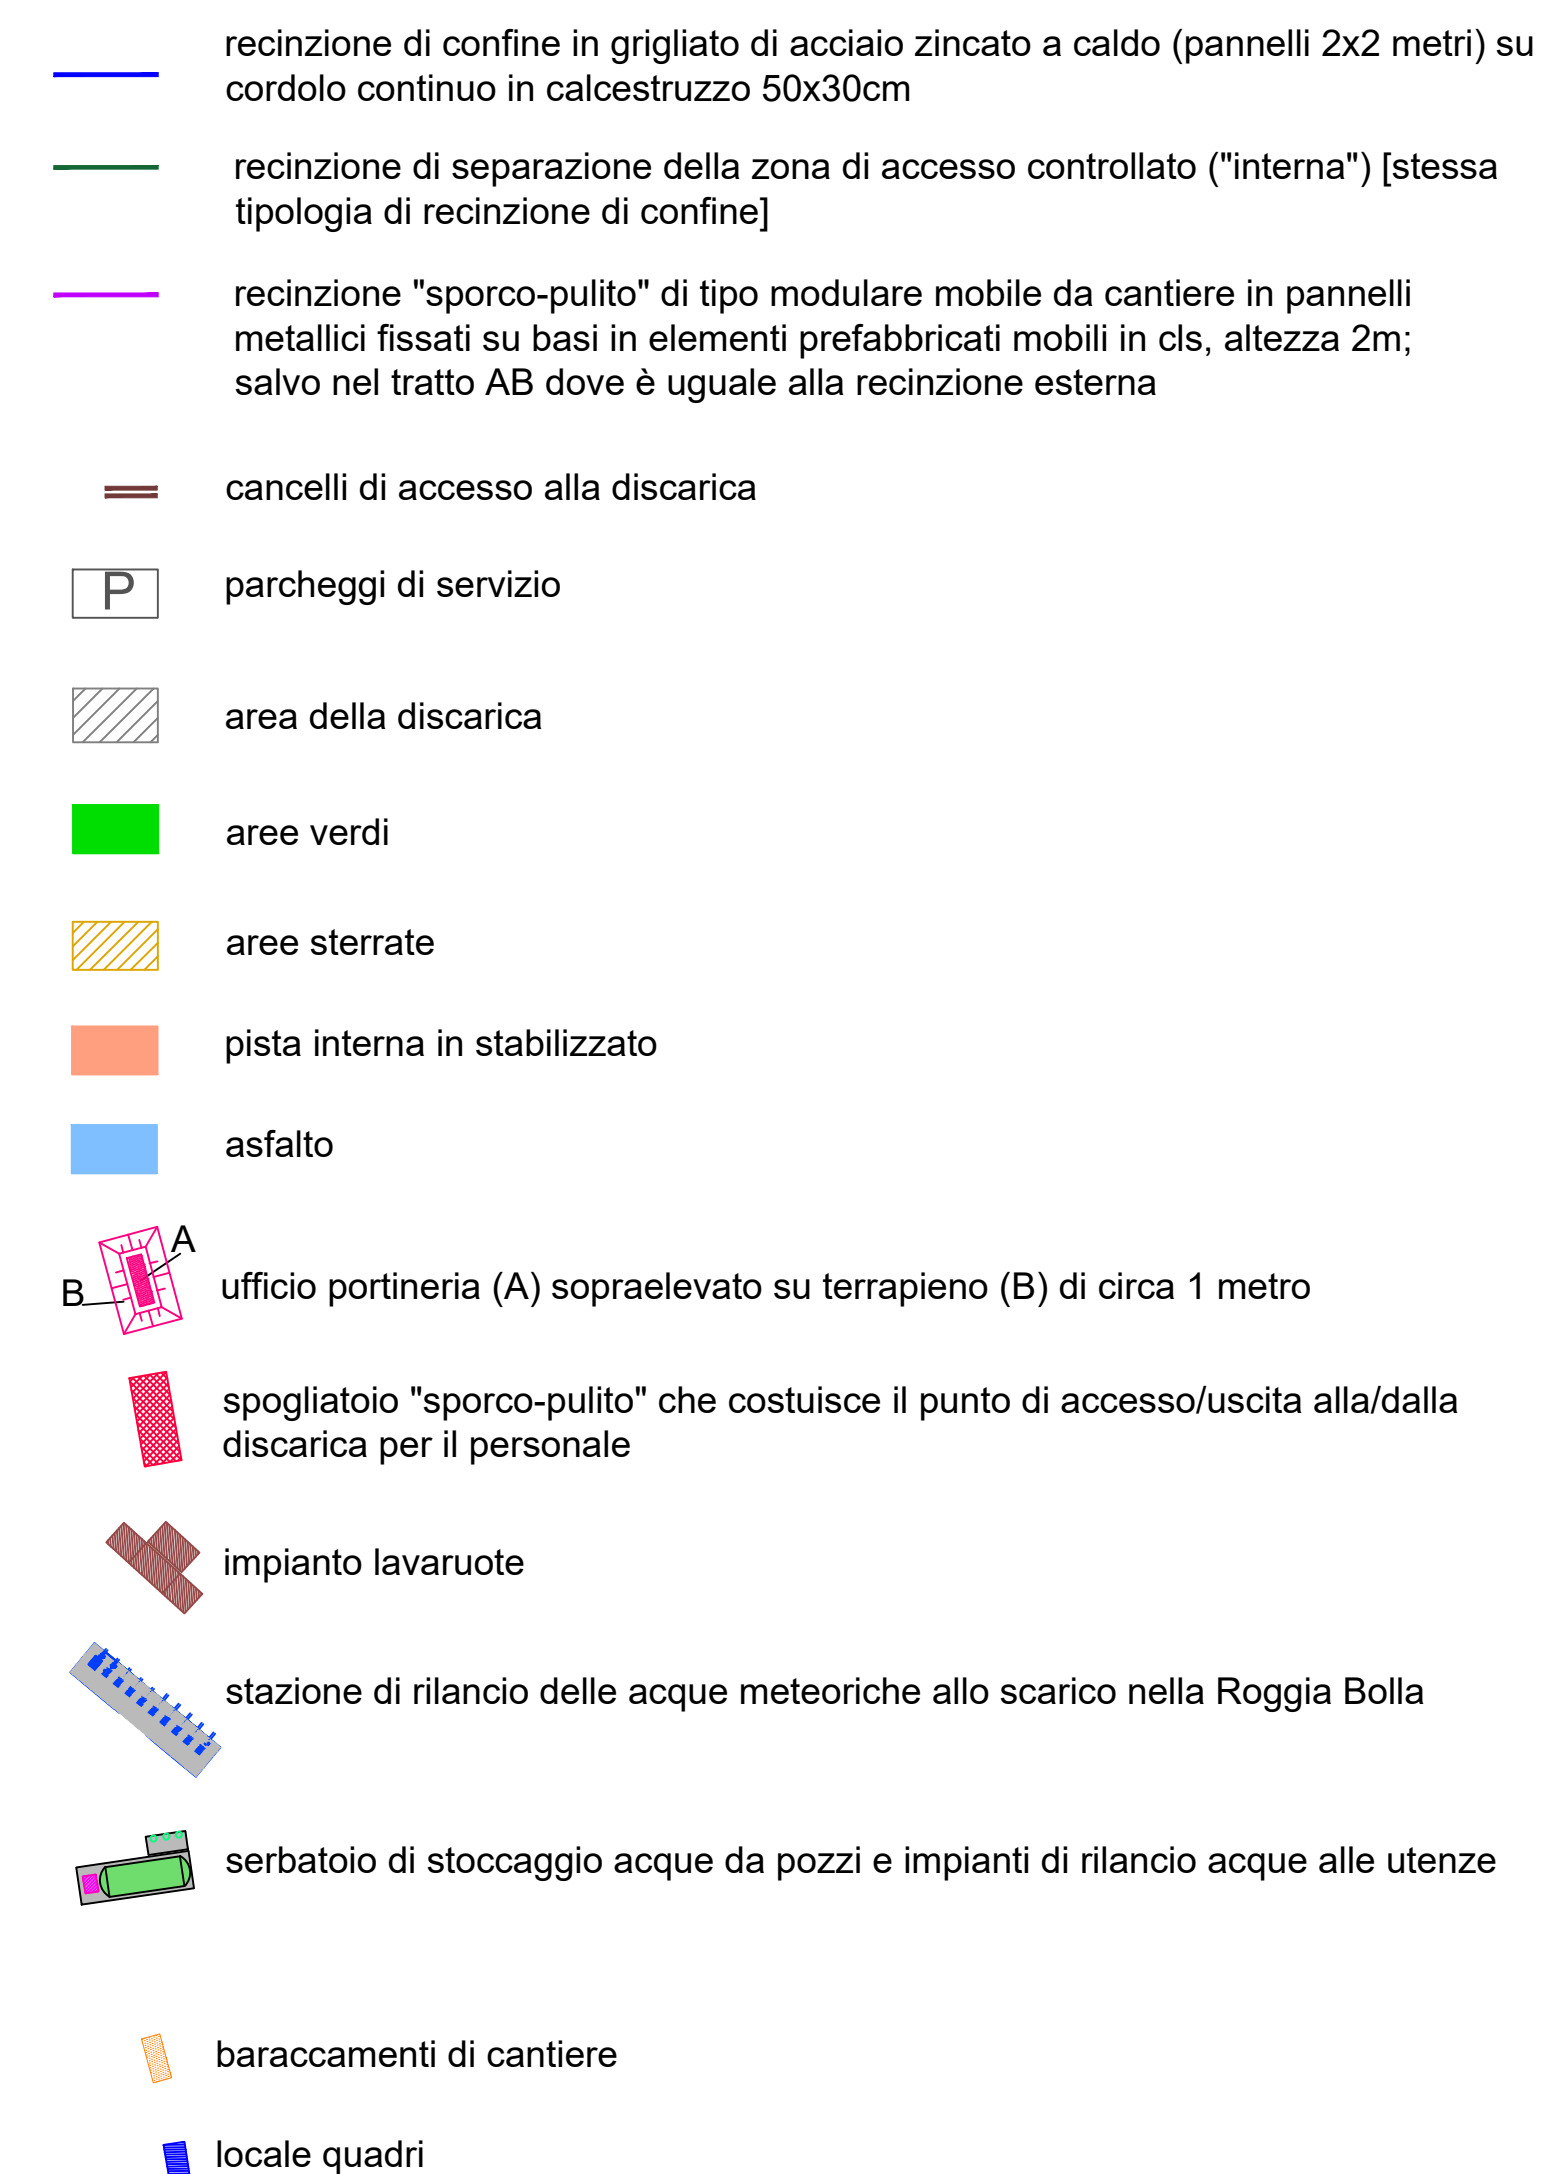 recinzione di confine in grigliato di acciaio zincato a caldo (pannelli 2x2 metri) su
cordolo continuo in calcestruzzo 50x30cm
recinzione di separazione della zona di accesso controllato ("interna") [stessa
tipologia di recinzione di confine]
recinzione "sporco-pulito" di tipo modulare mobile da cantiere in pannelli
metallici fissati su basi in elementi prefabbricati mobili in cls, altezza 2m;
salvo nel tratto AB dove è uguale alla recinzione esterna
cancelli di accesso alla discarica
P
parcheggi di servizio
area della discarica
aree verdi
aree sterrate
pista interna in stabilizzato
asfalto
A
B
ufficio portineria (A) sopraelevato su terrapieno (B) di circa 1 metro
spogliatoio "sporco-pulito" che costuisce il punto di accesso/uscita alla/dalla
discarica per il personale
impianto lavaruote
stazione di rilancio delle acque meteoriche allo scarico nella Roggia Bolla
serbatoio di stoccaggio acque da pozzi e impianti di rilancio acque alle utenze
baraccamenti di cantiere
locale quadri